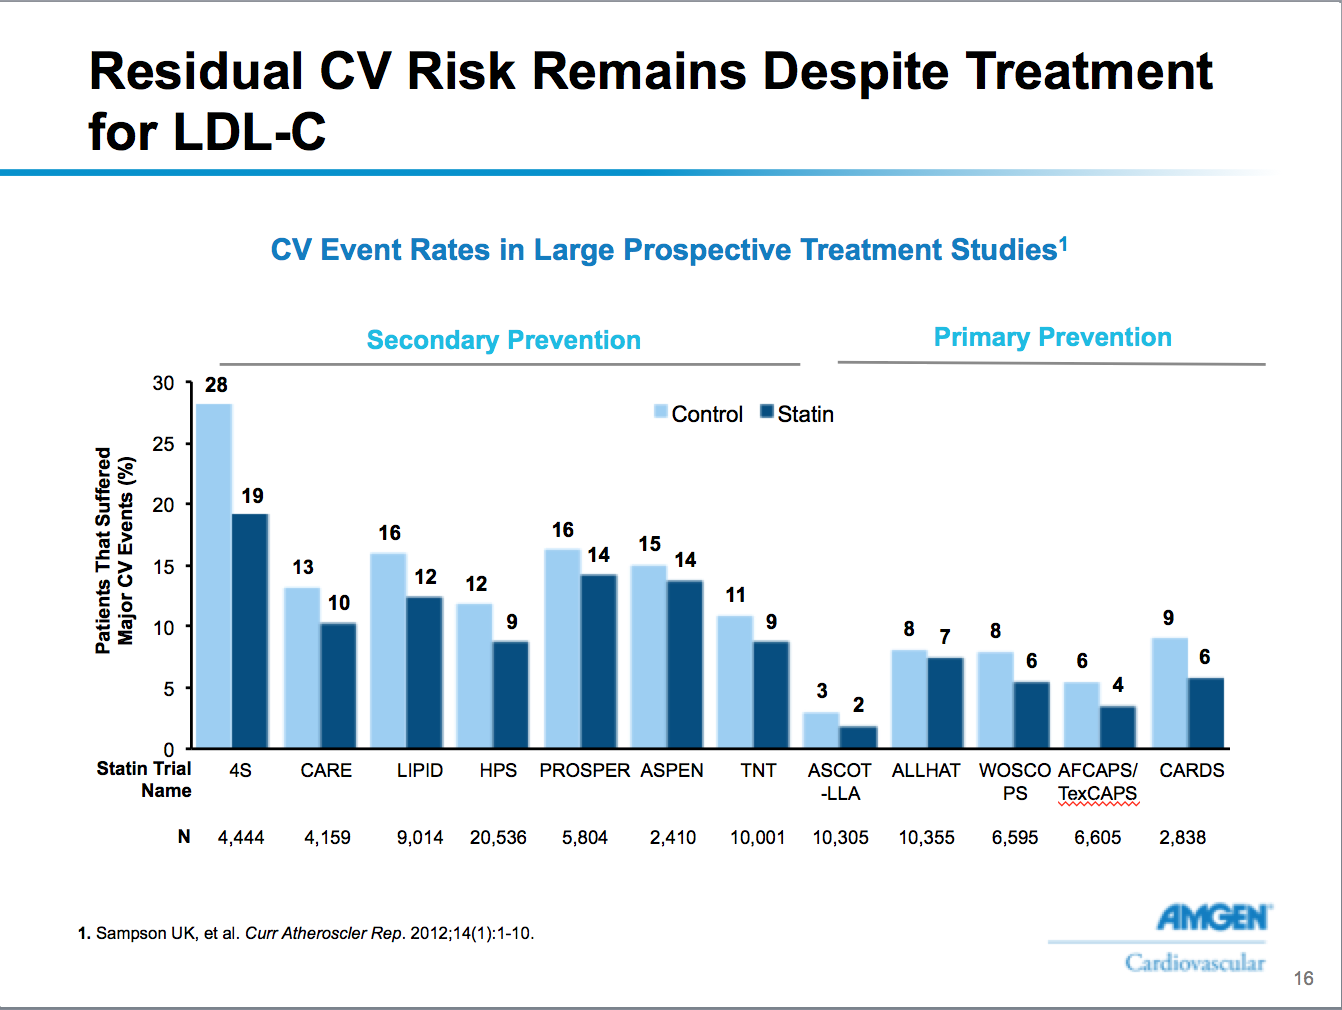 Residual CV Risk Remains Despite Treatment
for LDL-C
CV Event Rates in Large Prospective Treatment Studies1
Secondary Prevention
Primary Prevention
Control
Statin
Patients That Suffered
Major CV Events (%)
30
25
20
15
10
5
0
28
19
13
10
16
12
12
9
16
14
15
14
11
9
3
2
8
7
8
6
6
4
9
6
Statin Trial
Name
4S
CARE
LIPID
HPS
PROSPER
ASPEN
TNT
ASCOT
-LLA
ALLHAT
WOSCO
PS
AFCAPS/
TexCAPS
CARDS
N
4,444
4,159
9,014
20,536
5,804
2,410
10,001
10,305
10,355
6,595
6,605
2,838
1. Sampson UK, et al. Curr Atheroscler Rep. 2012;14(1):1-10.
AMGEN®
Cardiovascular
16